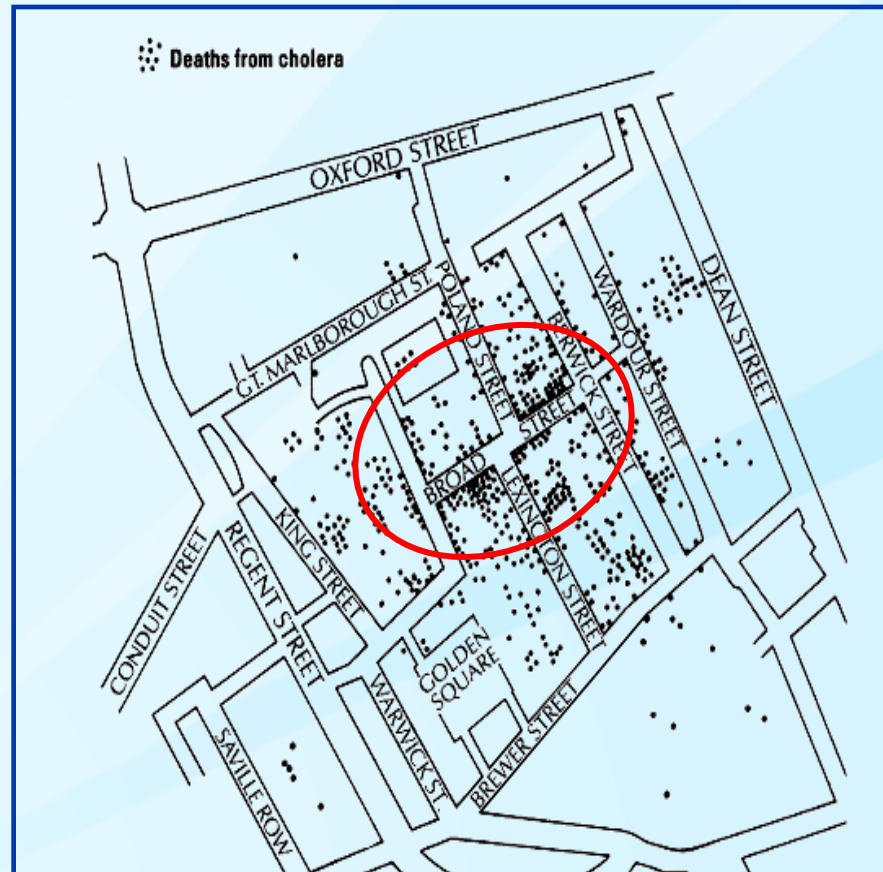 Deaths from cholera
OXFORD STREET
GT. MARLBOROUGH ST.
POLAND STREET
BERWICK STREET
WARDOUR STREET
DEAN STREET
BROAD STREET
LEXINGTON STREET
KING STREET
REGENT STREET
CONDUIT STREET
GOLDEN
SQUARE
WARWICK ST.
BREWER STREET
SAVILLE ROW